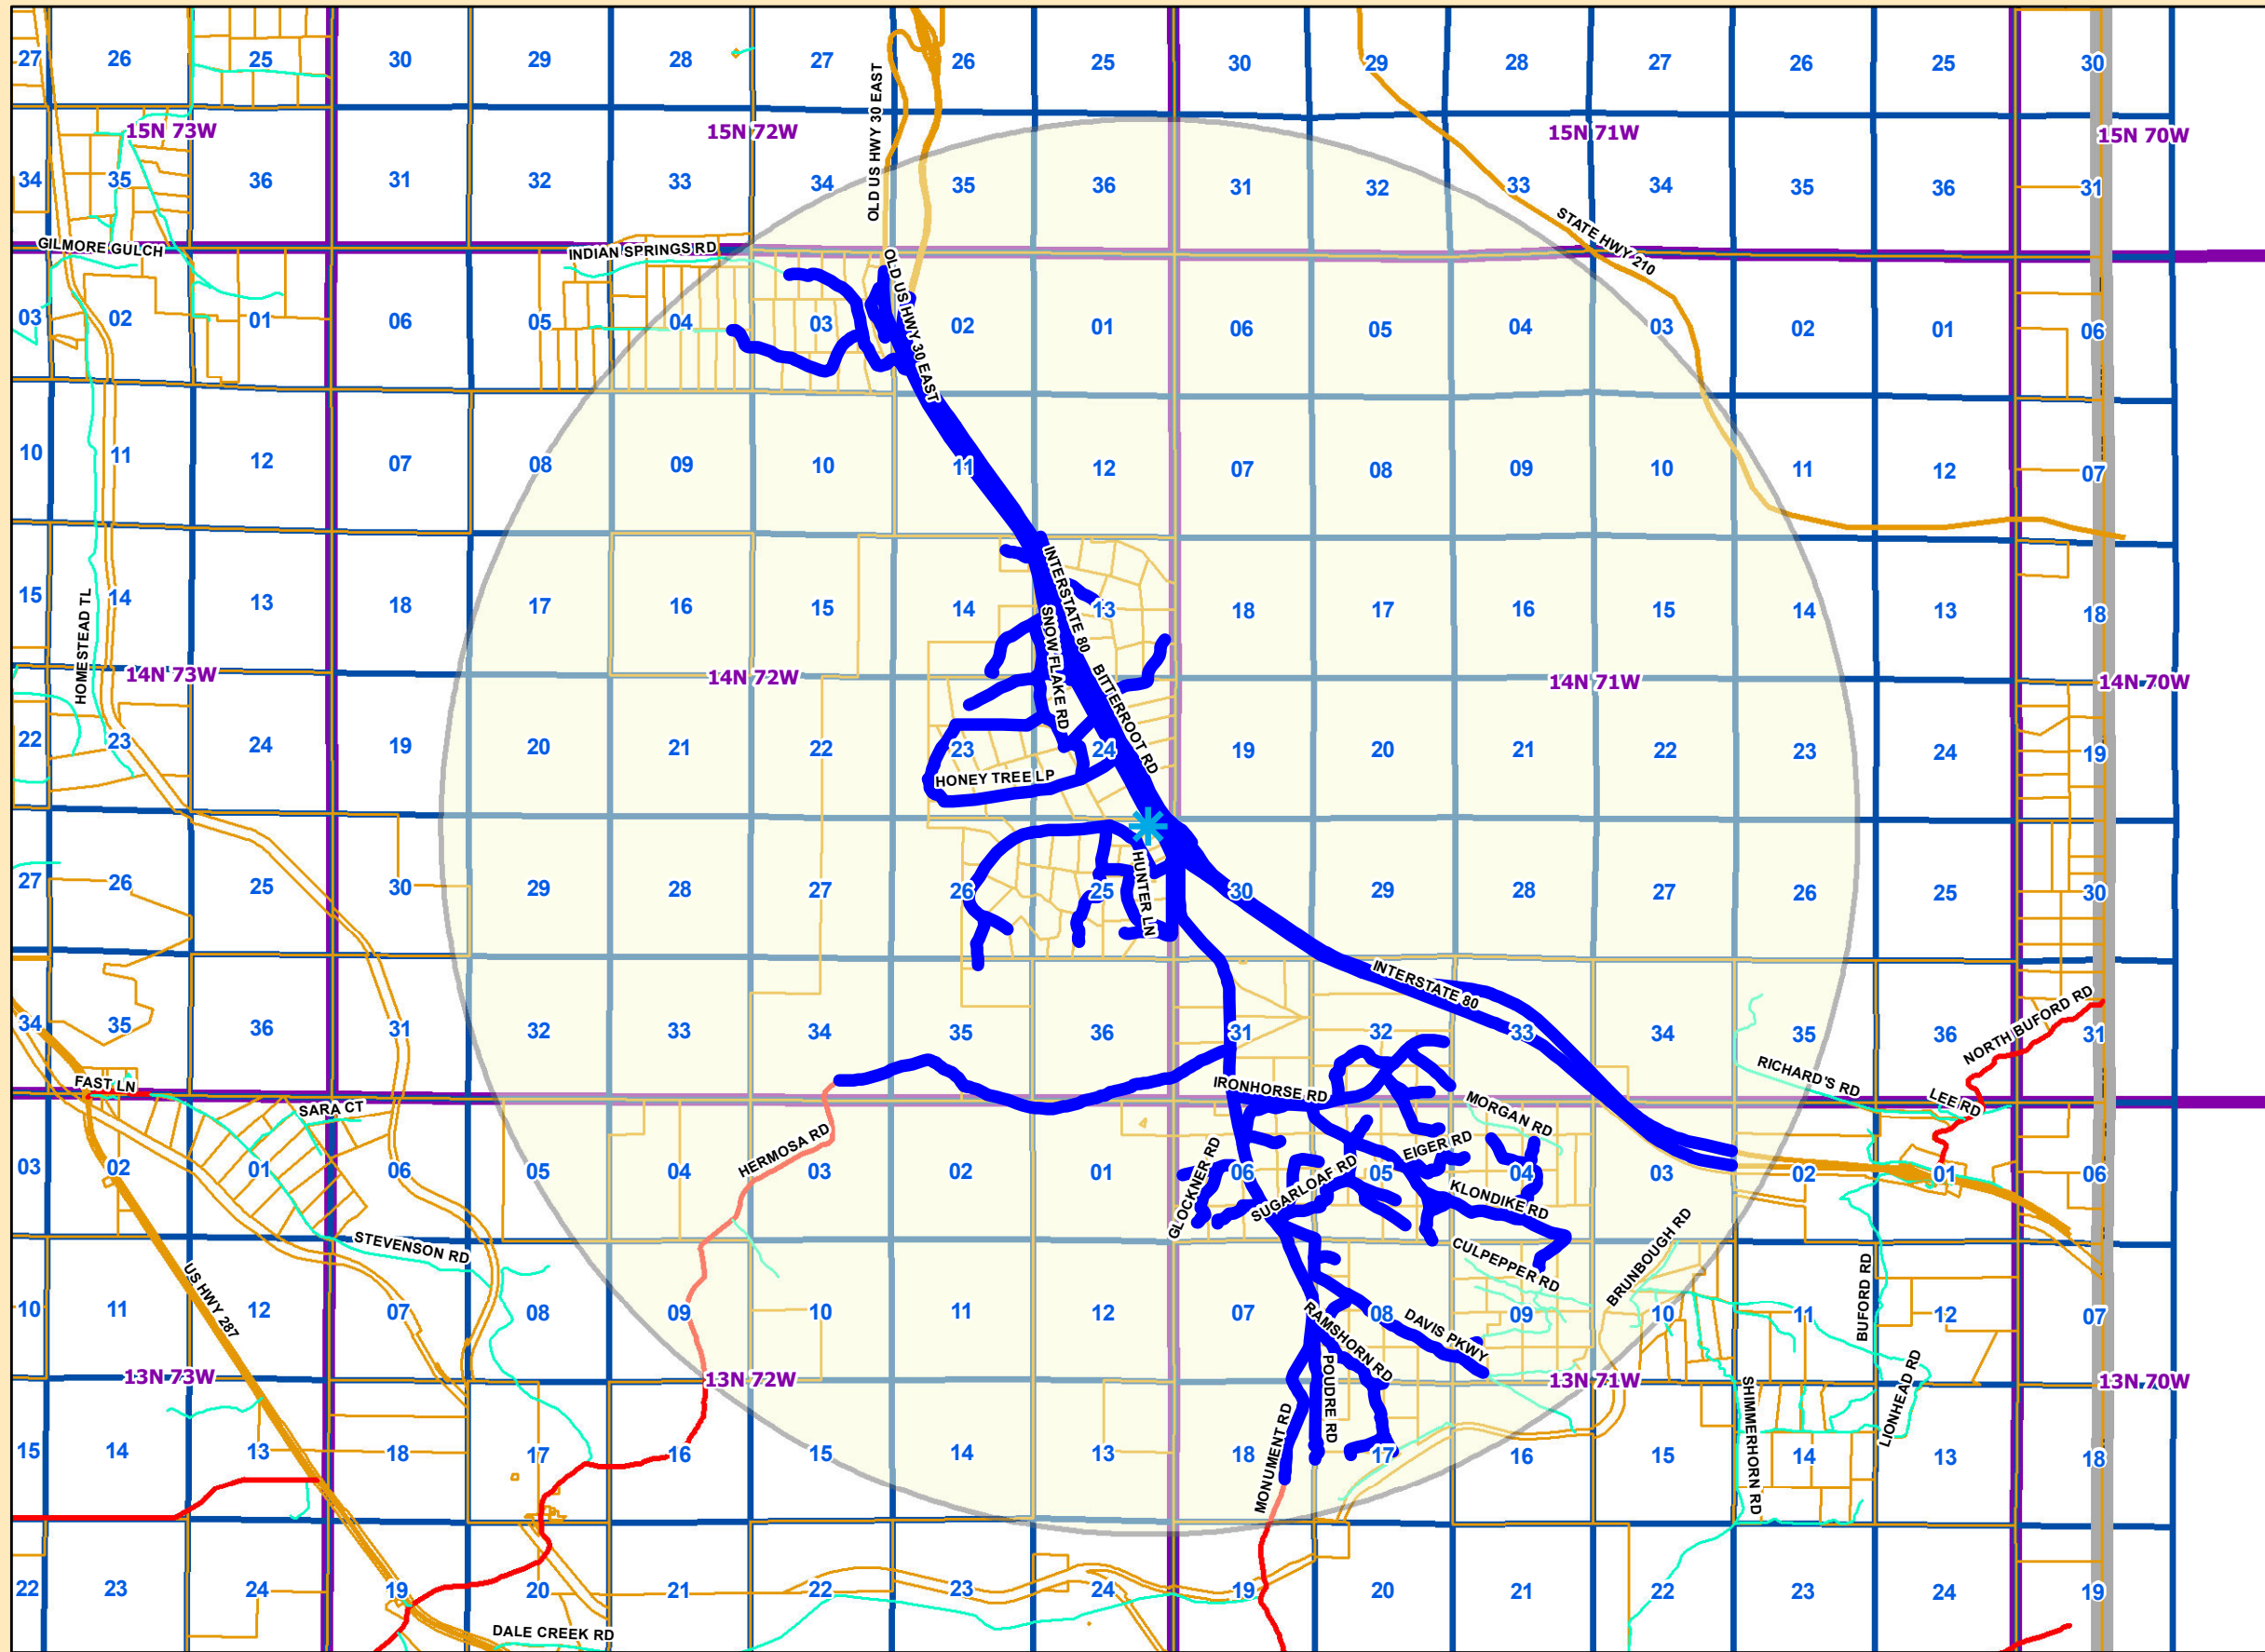 27 26 25 30 29 28 27 26 25 30 29 28 27 26 25 30
OLD US HWY 30 EAST
15N 73W 15N 72W 15N 71W 15N 70W
34 35 36 31 32 33 34 35 36 31 32 33 34 35 36 31
GILMORE GULCH
INDIAN SPRINGS RD
STATE HWY 210
OLD US HWY 30 EAST
03 02 01 06 05 04 03 02 01 06 05 04 03 02 01 06
10 11 12 07 08 09 10 11 12 07 08 09 10 11 12 07
INTERSTATE 80
15 14 13 18 17 16 15 14 13 18 17 16 15 14 13 18
HOMESTEAD TL
SNOWFLAKE RD
BITTERROOT RD
14N 73W 14N 72W 14N 71W 14N 70W
22 23 24 19 20 21 22 23 24 19 20 21 22 23 24 19
HONEY TREE LP
HUNTER LN
27 26 25 30 29 28 27 26 25 30 29 28 27 26 25 30
INTERSTATE 80
34 35 36 31 32 33 34 35 36 31 32 33 34 35 36 31
NORTH BUFORD RD
FAST LN
SARA CT
IRONHORSE RD
MORGAN RD
RICHARD'S RD
LEE RD
HERMOSA RD
EIGER RD
03 02 01 06 05 04 03 02 01 06 05 04 03 02 01 06
GLOCKNER RD
SUGARLOAF RD
KLONDIKE RD
STEVENSON RD
CULPEPPER RD
BRUNBOUGH RD
BUFORD RD
US HWY 287
10 11 12 07 08 09 10 11 12 07 08 09 10 11 12 07
RAMSHORN RD
DAVIS PKWY
13N 73W 13N 72W 13N 71W 13N 70W
POUDRE RD
SHIMMERHORN RD
LIONHEAD RD
MONUMENT RD
15 14 13 18 17 16 15 14 13 18 17 16 15 14 13 18
22 23 24 19 20 21 22 23 24 19 20 21 22 23 24 19
DALE CREEK RD